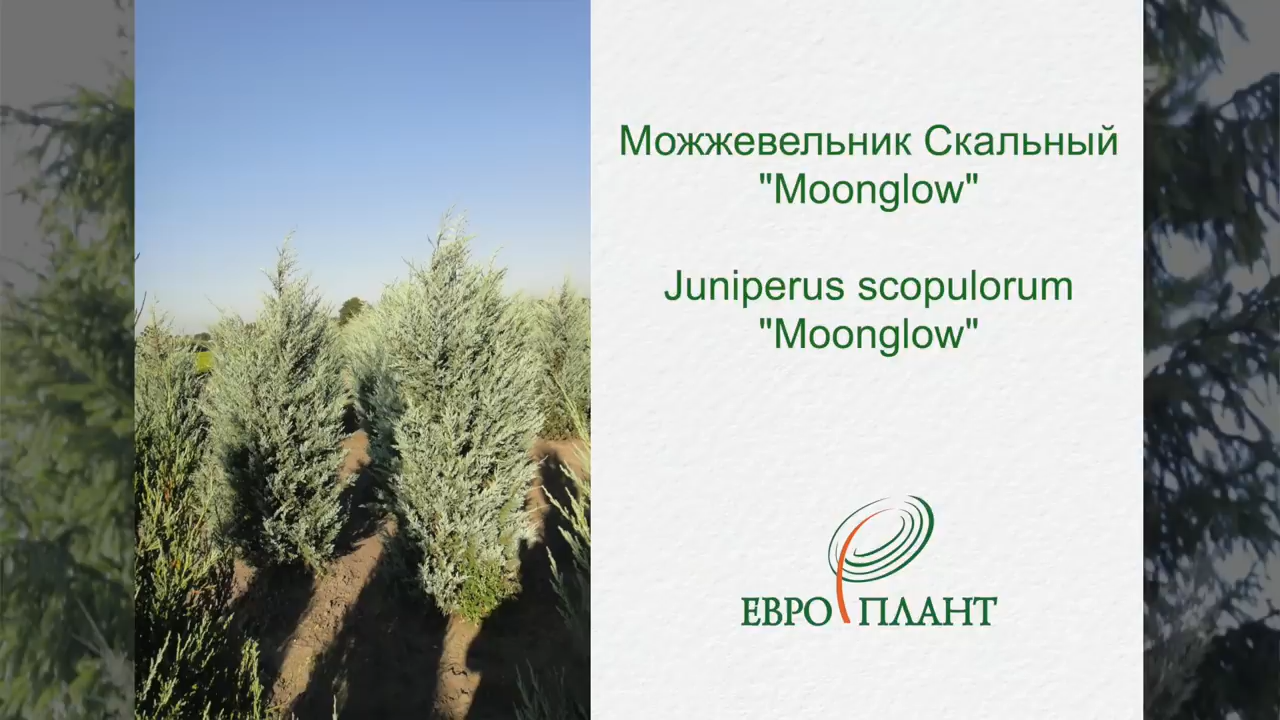 Можжевельник Скальный
"Moonglow"
Juniperus scopulorum
"Moonglow"
ЕВРО ПЛАНТ